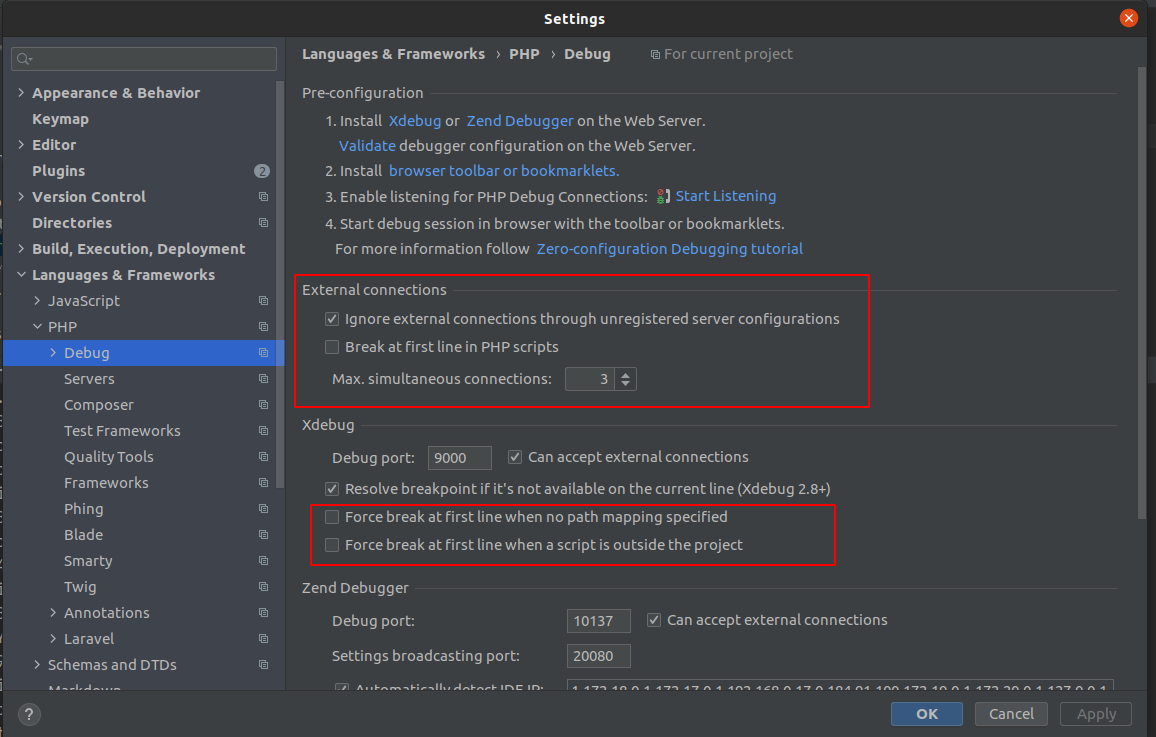 Settings
Appearance & Behavior
Keymap
Editor
Plugins 2
Version Control
Directories
Build, Execution, Deployment
Languages & Frameworks
JavaScript
PHP
Debug
Servers
Composer
Test Frameworks
Quality Tools
Frameworks
Phing
Blade
Smarty
Twig
Annotations
Laravel
Schemas and DTDs
Markdown
Languages & Frameworks › PHP › Debug For current project
Pre-configuration
1. Install Xdebug or Zend Debugger on the Web Server.
Validate debugger configuration on the Web Server.
2. Install browser toolbar or bookmarklets.
3. Enable listening for PHP Debug Connections: Start Listening
4. Start debug session in browser with the toolbar or bookmarklets.
For more information follow Zero-configuration Debugging tutorial
External connections
Ignore external connections through unregistered server configurations
Break at first line in PHP scripts
Max. simultaneous connections: 3
Xdebug
Debug port: 9000 Can accept external connections
Resolve breakpoint if it's not available on the current line (Xdebug 2.8+)
Force break at first line when no path mapping specified
Force break at first line when a script is outside the project
Zend Debugger
Debug port: 10137 Can accept external connections
Settings broadcasting port: 20080
Automatically detect IDE IP:
? OK Cancel Apply